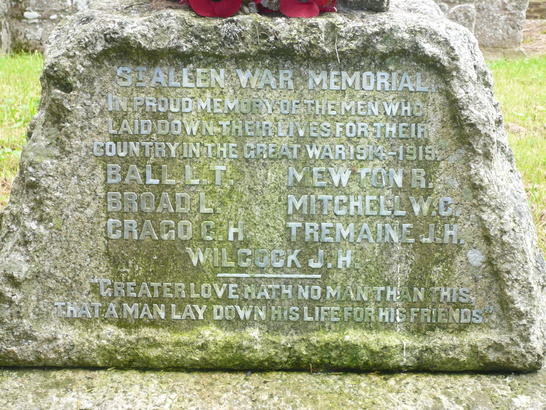 ST ALLEN WAR MEMORIAL.
IN PROUD MEMORY OF THE MEN WHO
LAID DOWN THEIR LIVES FOR THEIR
COUNTRY IN THE GREAT WAR 1914-1919.
BALL L.T. MEWTON R.
BROAD L. MITCHELL W.C.
CRAGO C.H. TREMAINE J.H.
WILCOCK J.H.
"GREATER LOVE HATH NO MAN THAN THIS,
THAT A MAN LAY DOWN HIS LIFE FOR HIS FRIENDS"